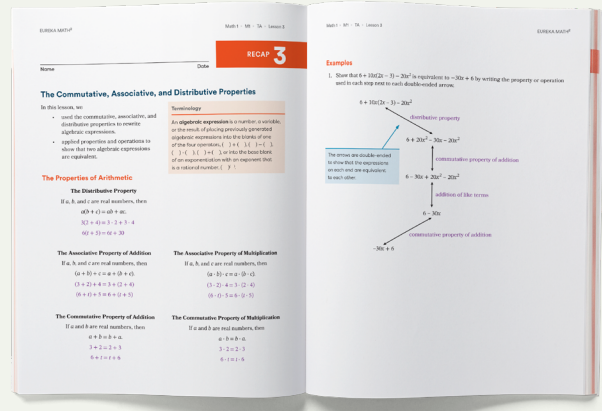 EUREKA MATH²
Math 1 · M1 · TA · Lesson 3
RECAP 3
Name
Date
The Commutative, Associative, and Distributive Properties
In this lesson, we
• used the commutative, associative, and
distributive properties to rewrite
algebraic expressions.
• applied properties and operations to
show that two algebraic expressions
are equivalent.
Terminology
An algebraic expression is a number, a variable,
or the result of placing previously generated
algebraic expressions into the blanks of one
of the four operators, ( ) + ( ), ( ) − ( ),
( ) · ( ), ( ) ÷ ( ), or into the base blank
of an exponentiation with an exponent that
is a rational number, ( )
The Properties of Arithmetic
The Distributive Property
If a, b, and c are real numbers, then
a(b + c) = ab + ac.
3(2 + 4) = 3 · 2 + 3 · 4
6(t + 5) = 6t + 30
The Associative Property of Addition
If a, b, and c are real numbers, then
(a + b) + c = a + (b + c).
(3 + 2) + 4 = 3 + (2 + 4)
(6 + t) + 5 = 6 + (t + 5)
The Associative Property of Multiplication
If a, b, and c are real numbers, then
(a · b) · c = a · (b · c).
(3 · 2) · 4 = 3 · (2 · 4)
(6 · t) · 5 = 6 · (t · 5)
The Commutative Property of Addition
If a and b are real numbers, then
a + b = b + a.
3 + 2 = 2 + 3
6 + t = t + 6
The Commutative Property of Multiplication
If a and b are real numbers, then
a · b = b · a.
3 · 2 = 2 · 3
6 · t = t · 6
Math 1 · M1 · TA · Lesson 3
EUREKA MATH²
Examples
1. Show that 6 + 10x(2x − 3) − 20x² is equivalent to −30x + 6 by writing the property or operation
used in each step next to each double-ended arrow.
6 + 10x(2x − 3) − 20x²
distributive property
6 + 20x² − 30x − 20x²
The arrows are double-ended
to show that the expressions
on each end are equivalent
to each other.
commutative property of addition
6 − 30x + 20x² − 20x²
addition of like terms
6 − 30x
commutative property of addition
−30x + 6